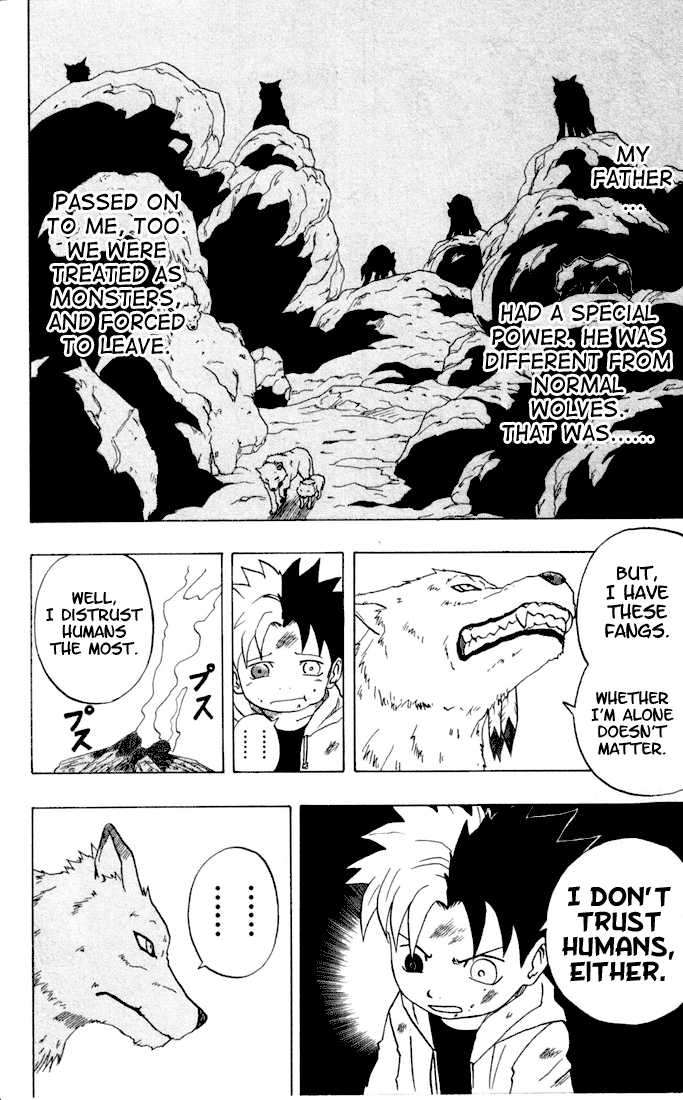 MY
FATHER
...
HAD A SPECIAL
POWER. HE WAS
DIFFERENT FROM
NORMAL
WOLVES.
THAT WAS......
PASSED ON
TO ME, TOO.
WE WERE
TREATED AS
MONSTERS,
AND FORCED
TO LEAVE.
BUT,
I HAVE
THESE
FANGS.
WHETHER
I'M ALONE
DOESN'T
MATTER.
......
WELL,
I DISTRUST
HUMANS
THE MOST.
プス
プス
I DON'T
TRUST
HUMANS,
EITHER.
......
......